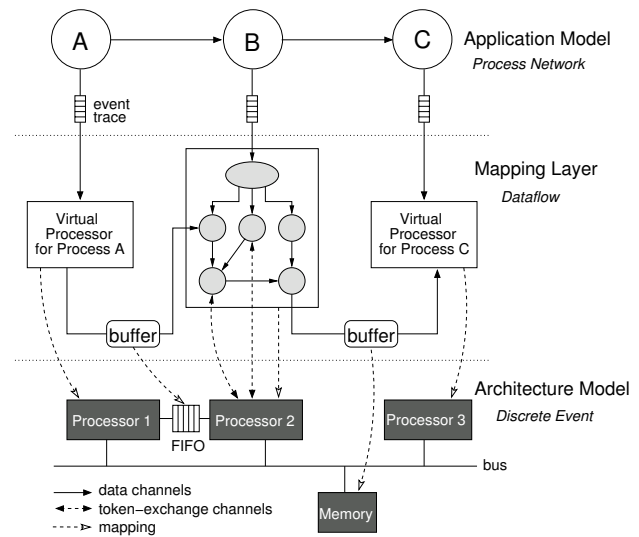 A
B
C
Application Model
Process Network
event
trace
Mapping Layer
Dataflow
Virtual
Processor
for Process A
Virtual
Processor
for Process C
buffer
buffer
Architecture Model
Discrete Event
Processor 1
FIFO
Processor 2
Processor 3
bus
data channels
token−exchange channels
mapping
Memory